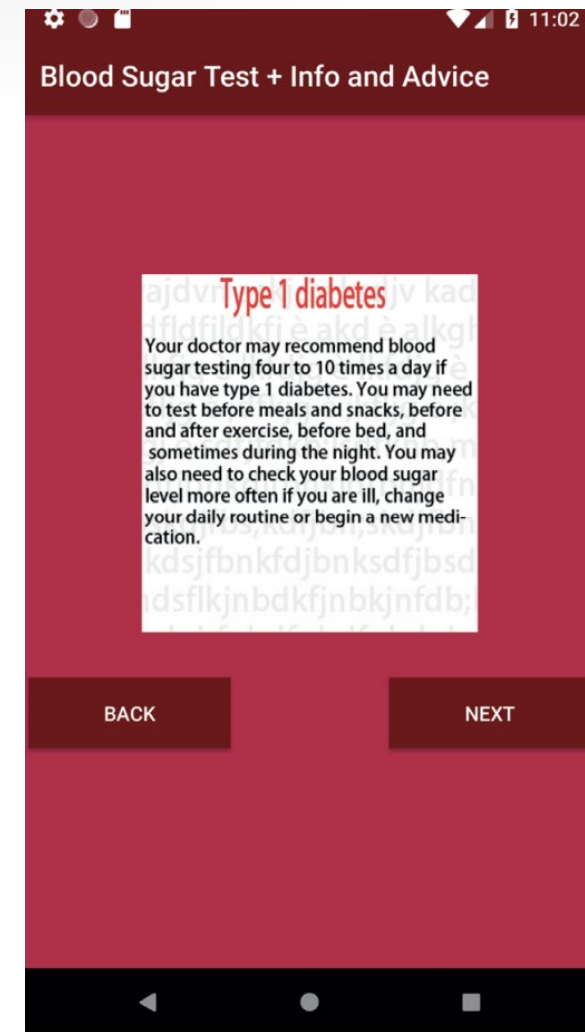 11:02
Blood Sugar Test + Info and Advice
Type 1 diabetes
Your doctor may recommend blood
sugar testing four to 10 times a day if
you have type 1 diabetes. You may need
to test before meals and snacks, before
and after exercise, before bed, and
sometimes during the night. You may
also need to check your blood sugar
level more often if you are ill, change
your daily routine or begin a new medi-
cation.
kdsjfbnkfdjbnksdfjbsd
BACK
NEXT